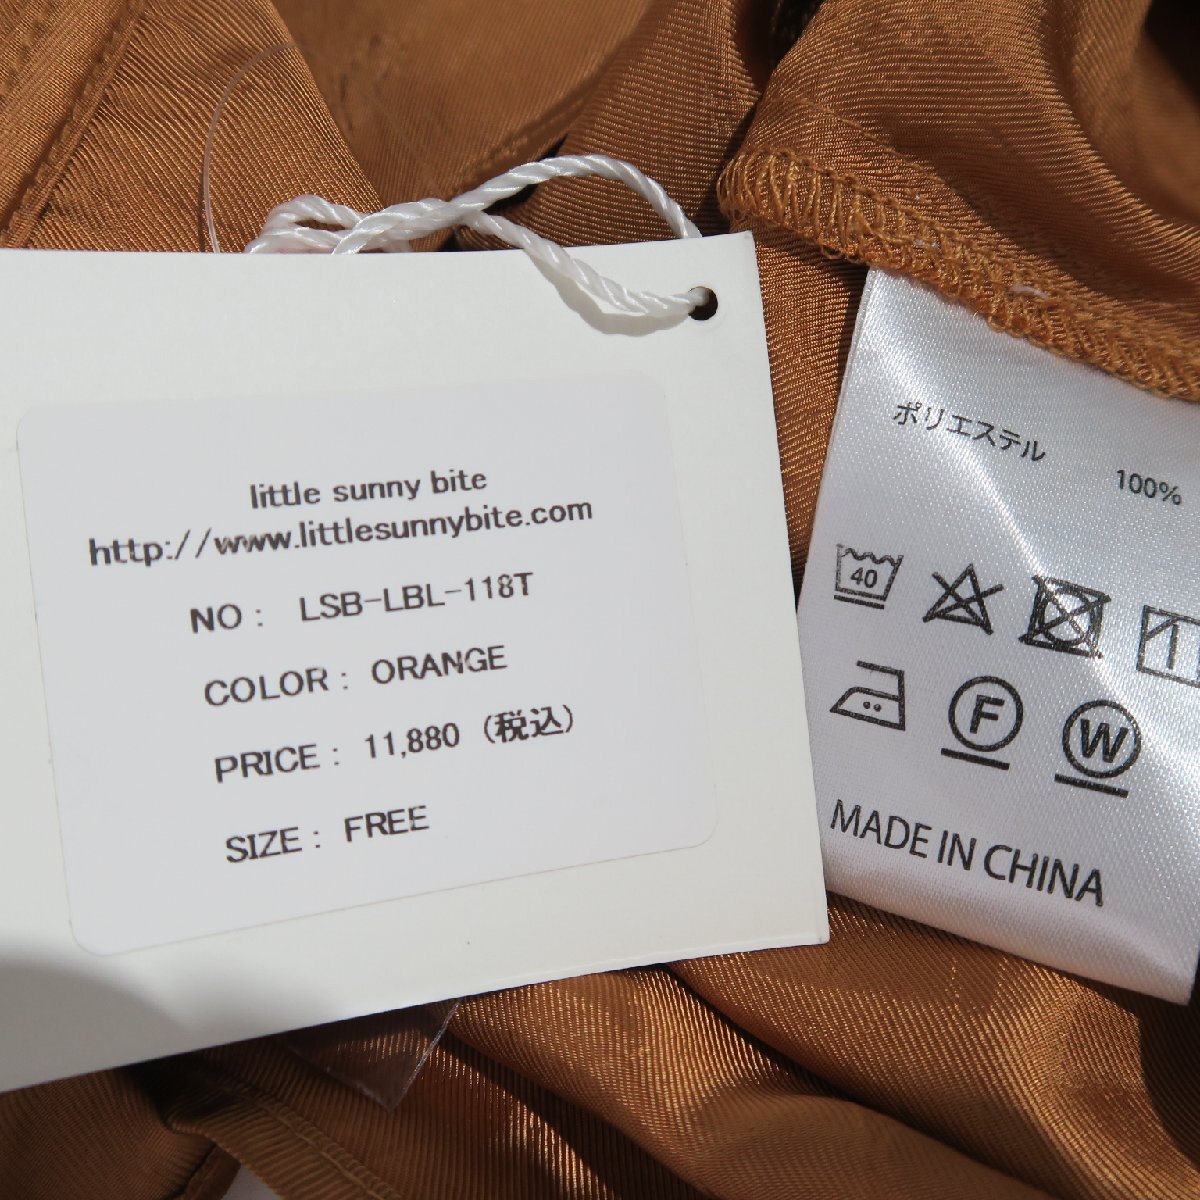 little sunny bite
http://www.littlesunnybite.com
NO : LSB-LBL-118T
COLOR : ORANGE
PRICE : 11,880 (税込)
SIZE : FREE
ポリエステル 100%
40
F W
MADE IN CHINA